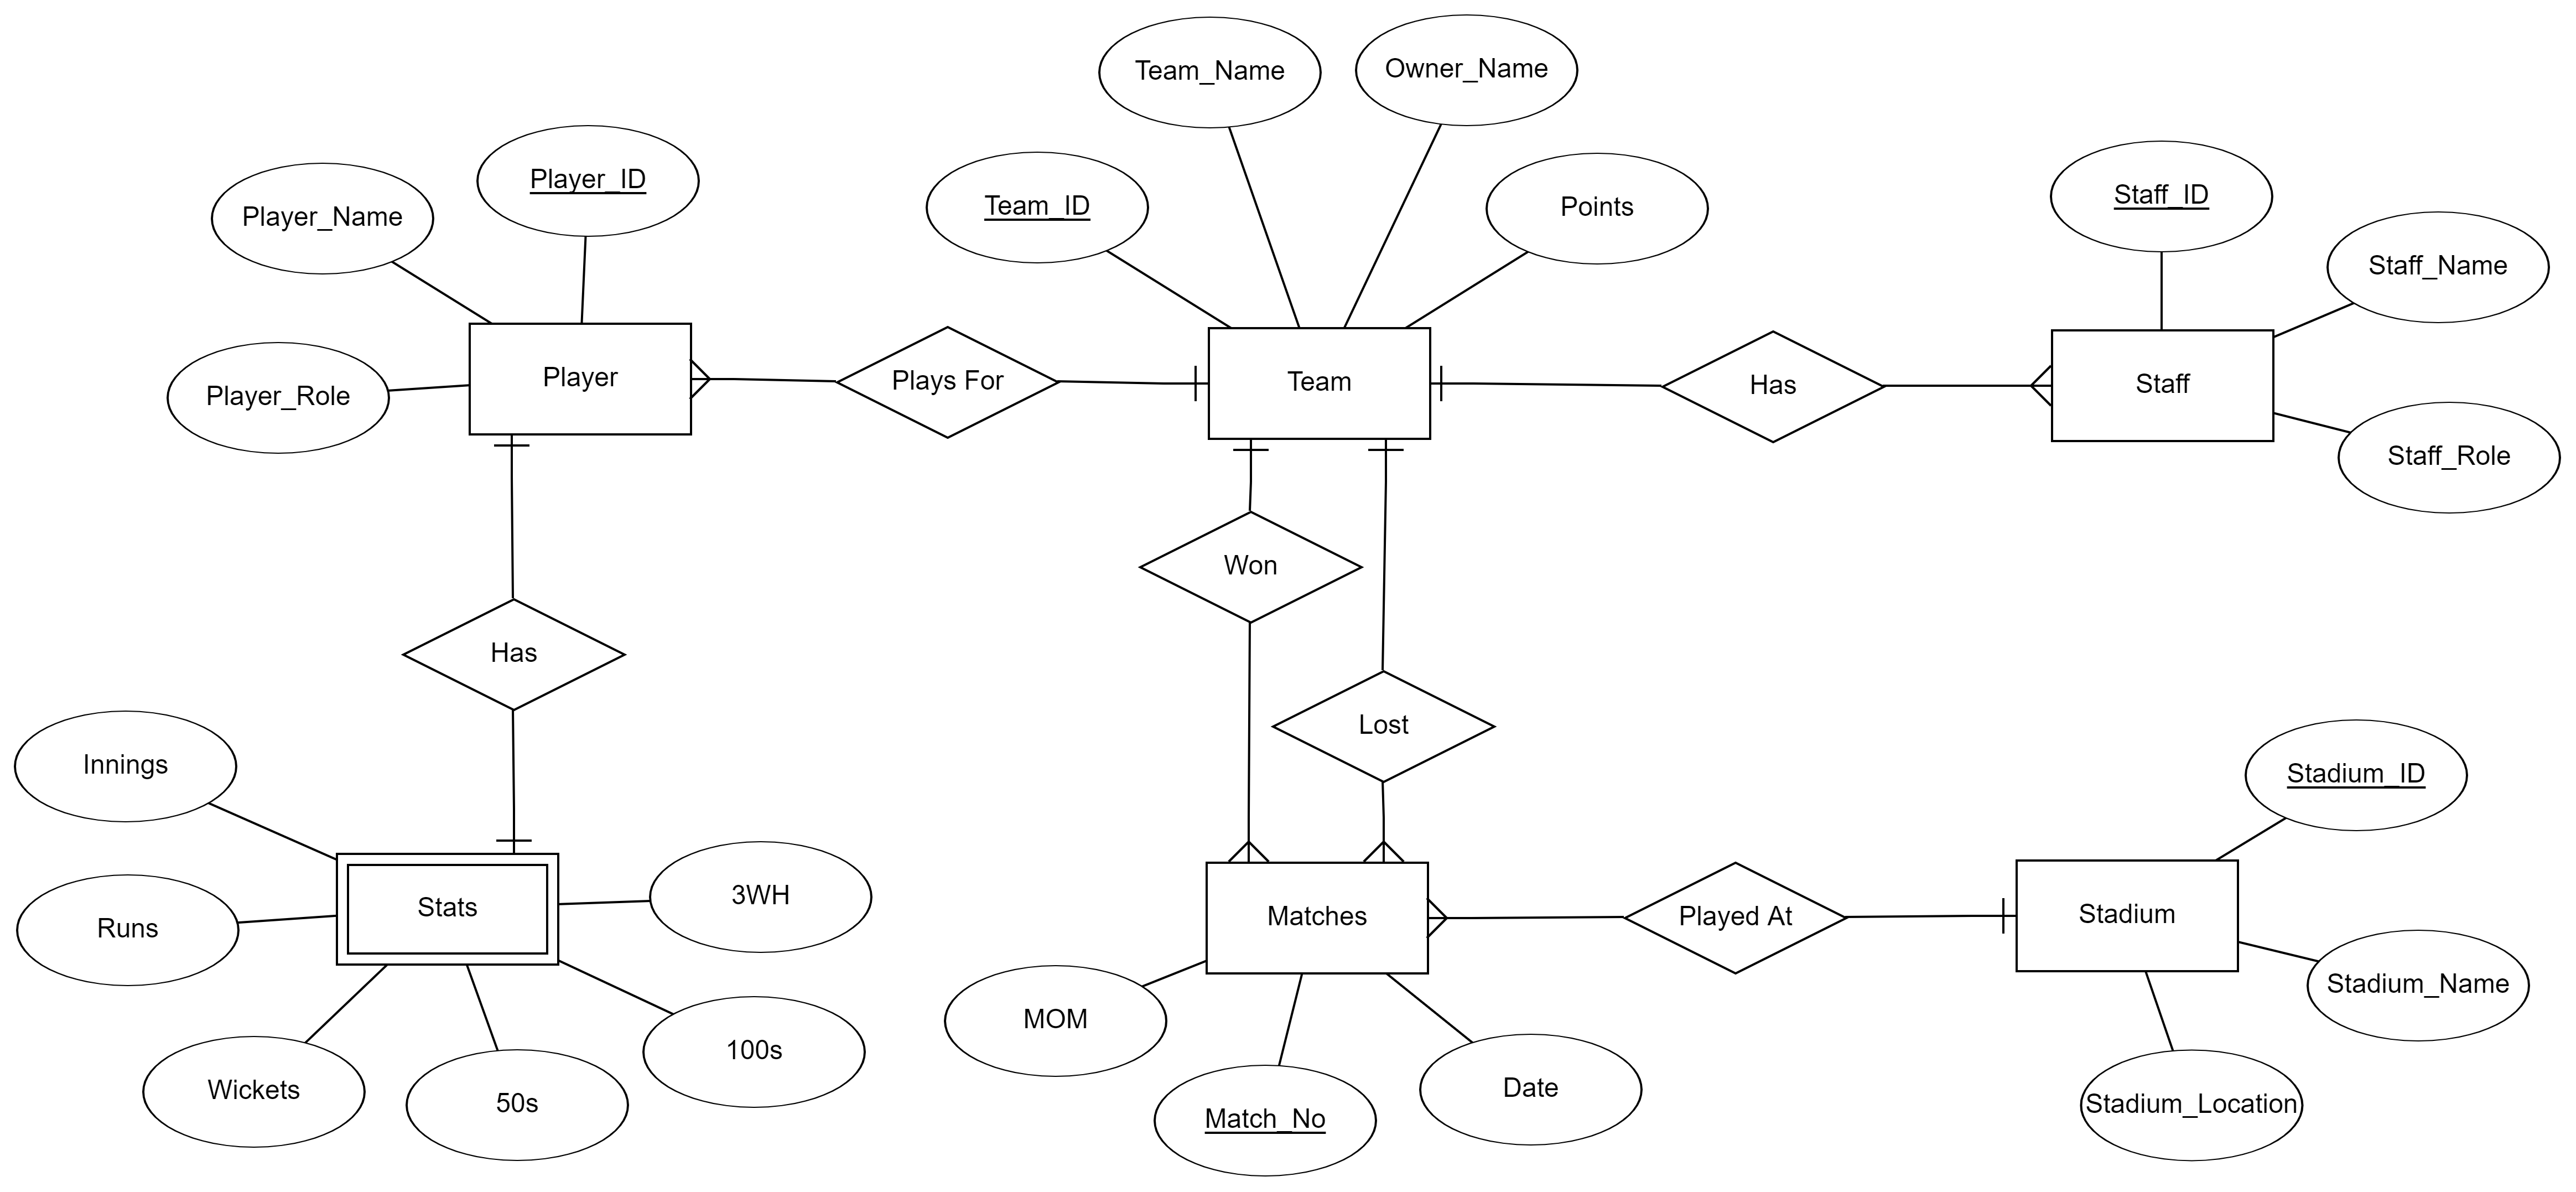 Team_Name
Owner_Name
Player_ID
Player_Name
Team_ID
Points
Staff_ID
Staff_Name
Player_Role
Player
Plays For
Team
Has
Staff
Staff_Role
Won
Has
Lost
Innings
Stadium_ID
3WH
Stats
Runs
Matches
Played At
Stadium
Stadium_Name
MOM
100s
Wickets
50s
Match_No
Date
Stadium_Location